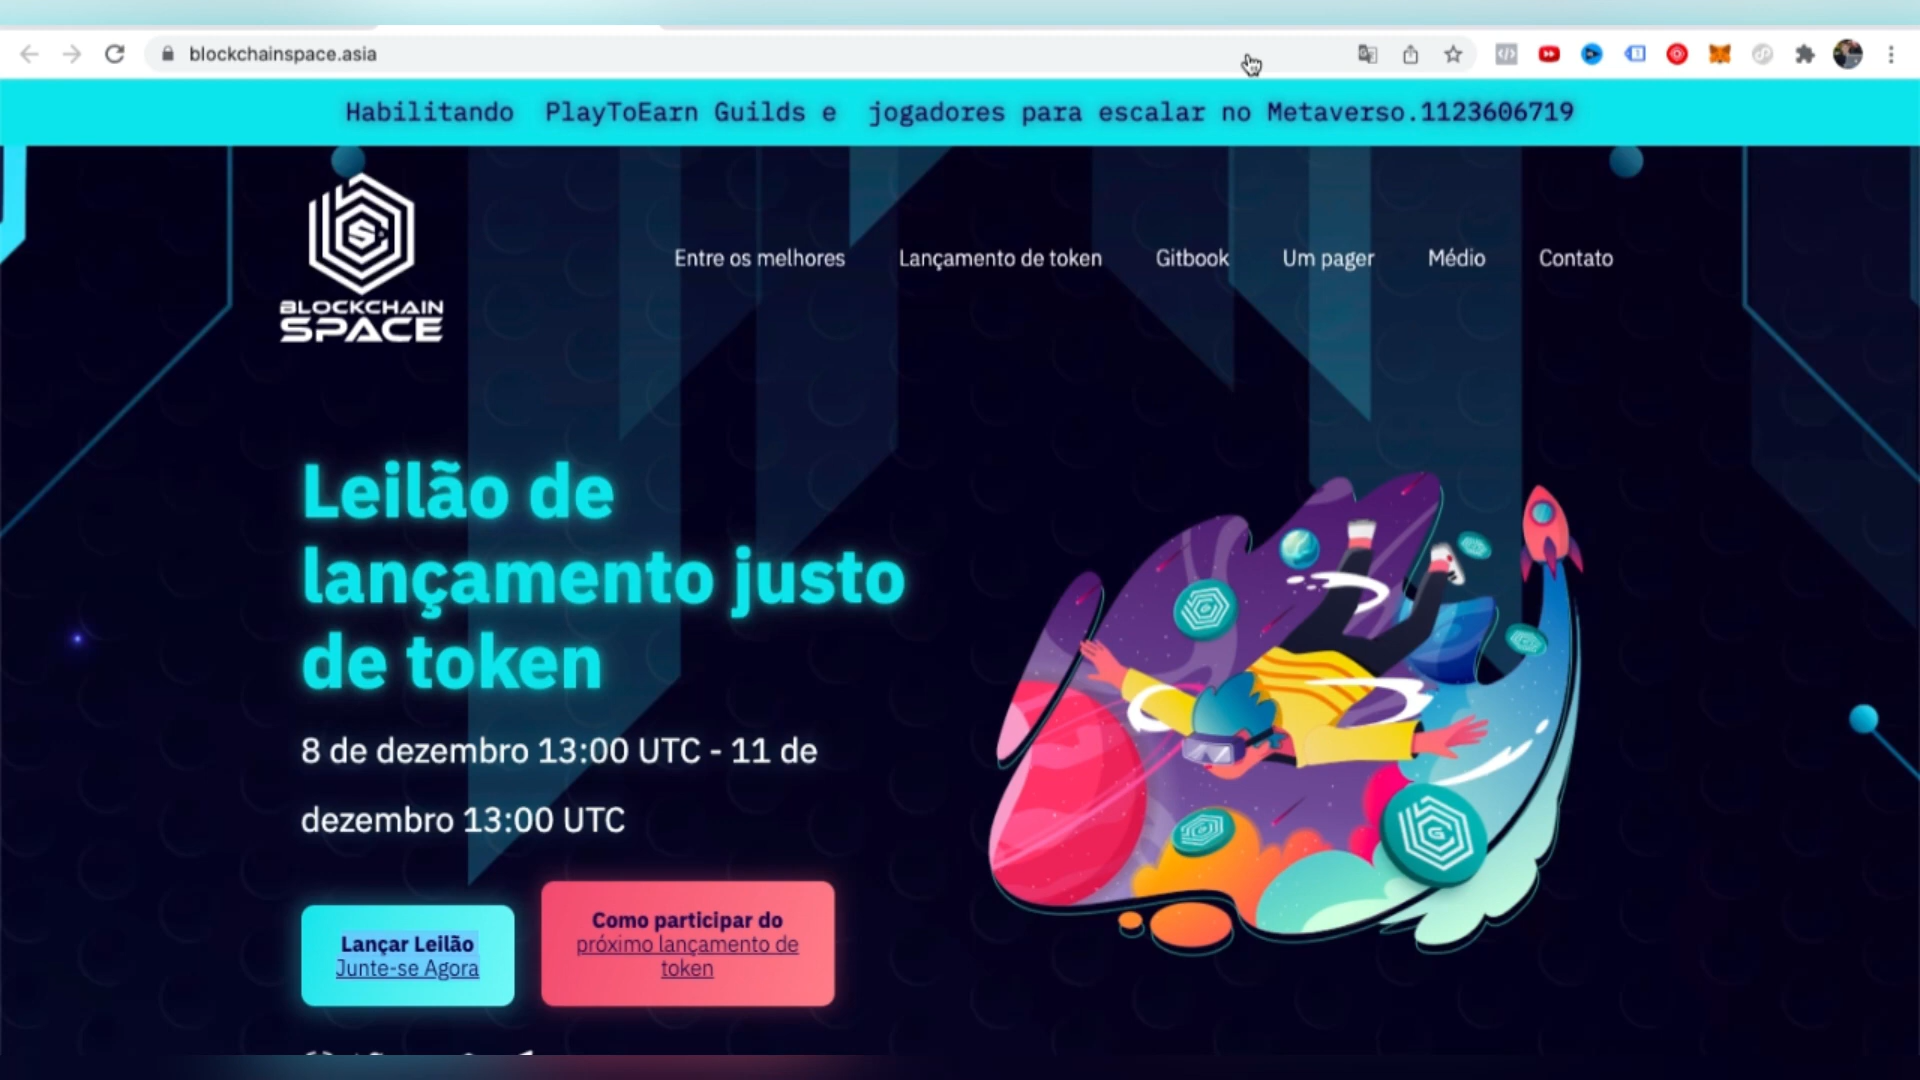 blockchainspace.asia
Habilitando PlayToEarn Guilds e jogadores para escalar no Metaverso.1123606719
BLOCKCHAIN
SPACE
Entre os melhores Lançamento de token Gitbook Um pager Médio Contato
Leilão de
lançamento justo
de token
8 de dezembro 13:00 UTC - 11 de
dezembro 13:00 UTC
Lançar Leilão
Junte-se Agora
Como participar do
próximo lançamento de
token